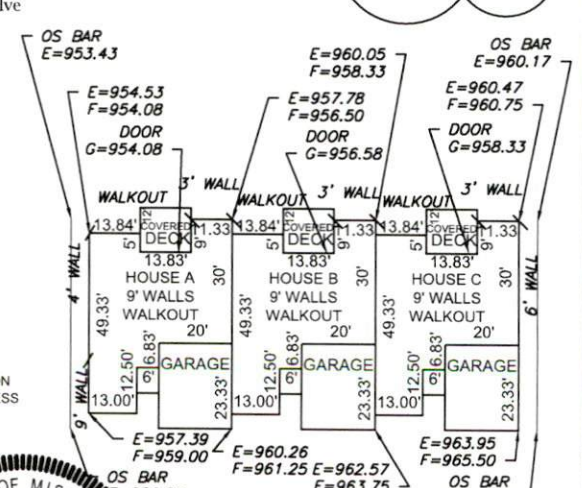 OS BAR
E=953.43
E=954.53
F=954.08
DOOR
G=954.08
E=960.05
F=958.33
E=957.78
F=956.50
DOOR
G=956.58
OS BAR
E=960.17
E=960.47
F=960.75
DOOR
G=958.33
WALKOUT
3' WALL
WALKOUT
3' WALL
WALKOUT
3' WALL
13.84'
12'
COVERED
DECK
5'
9'
1.33
13.83'
13.84'
12'
COVERED
DECK
5'
9'
1.33
13.83'
13.84'
12'
COVERED
DECK
5'
9'
1.33
13.83'
4' WALL
HOUSE A
9' WALLS
WALKOUT
30'
49.33'
20'
HOUSE B
9' WALLS
WALKOUT
30'
49.33'
20'
HOUSE C
9' WALLS
WALKOUT
30'
49.33'
20'
6' WALL
9' WALL
12.50'
6.83'
6'
GARAGE
13.00'
23.33'
12.50'
6.83'
6'
GARAGE
13.00'
23.33'
12.50'
6.83'
6'
GARAGE
13.00'
23.33'
E=957.39
F=959.00
E=960.26
F=961.25
E=962.57
F=963.75
E=963.95
F=965.50
OS BAR
OS BAR
OF